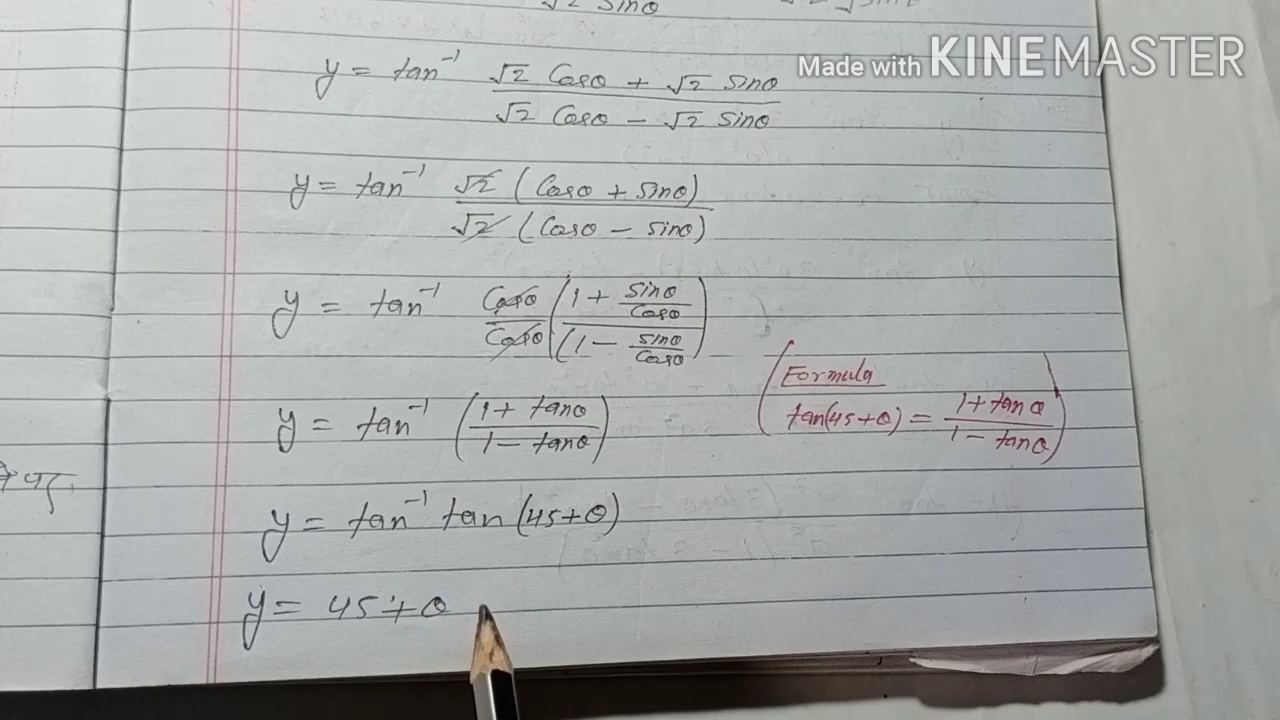 √2 Sinθ
Made with KINEMASTER
y = tan⁻¹ (√2 Cosθ + √2 sinθ)/(√2 Cosθ - √2 Sinθ)
y = tan⁻¹ √2 (Cosθ + sinθ)/√2 (Cosθ - sinθ)
y = tan⁻¹ Cosθ/Cosθ (1 + sinθ/Cosθ)/(1 - sinθ/Cosθ)
Formula
tan(45+θ) = (1 + tanθ)/(1 - tanθ)
y = tan⁻¹ (1 + tanθ/1 - tanθ)
y = tan⁻¹ tan (45+θ)
y = 45 + θ